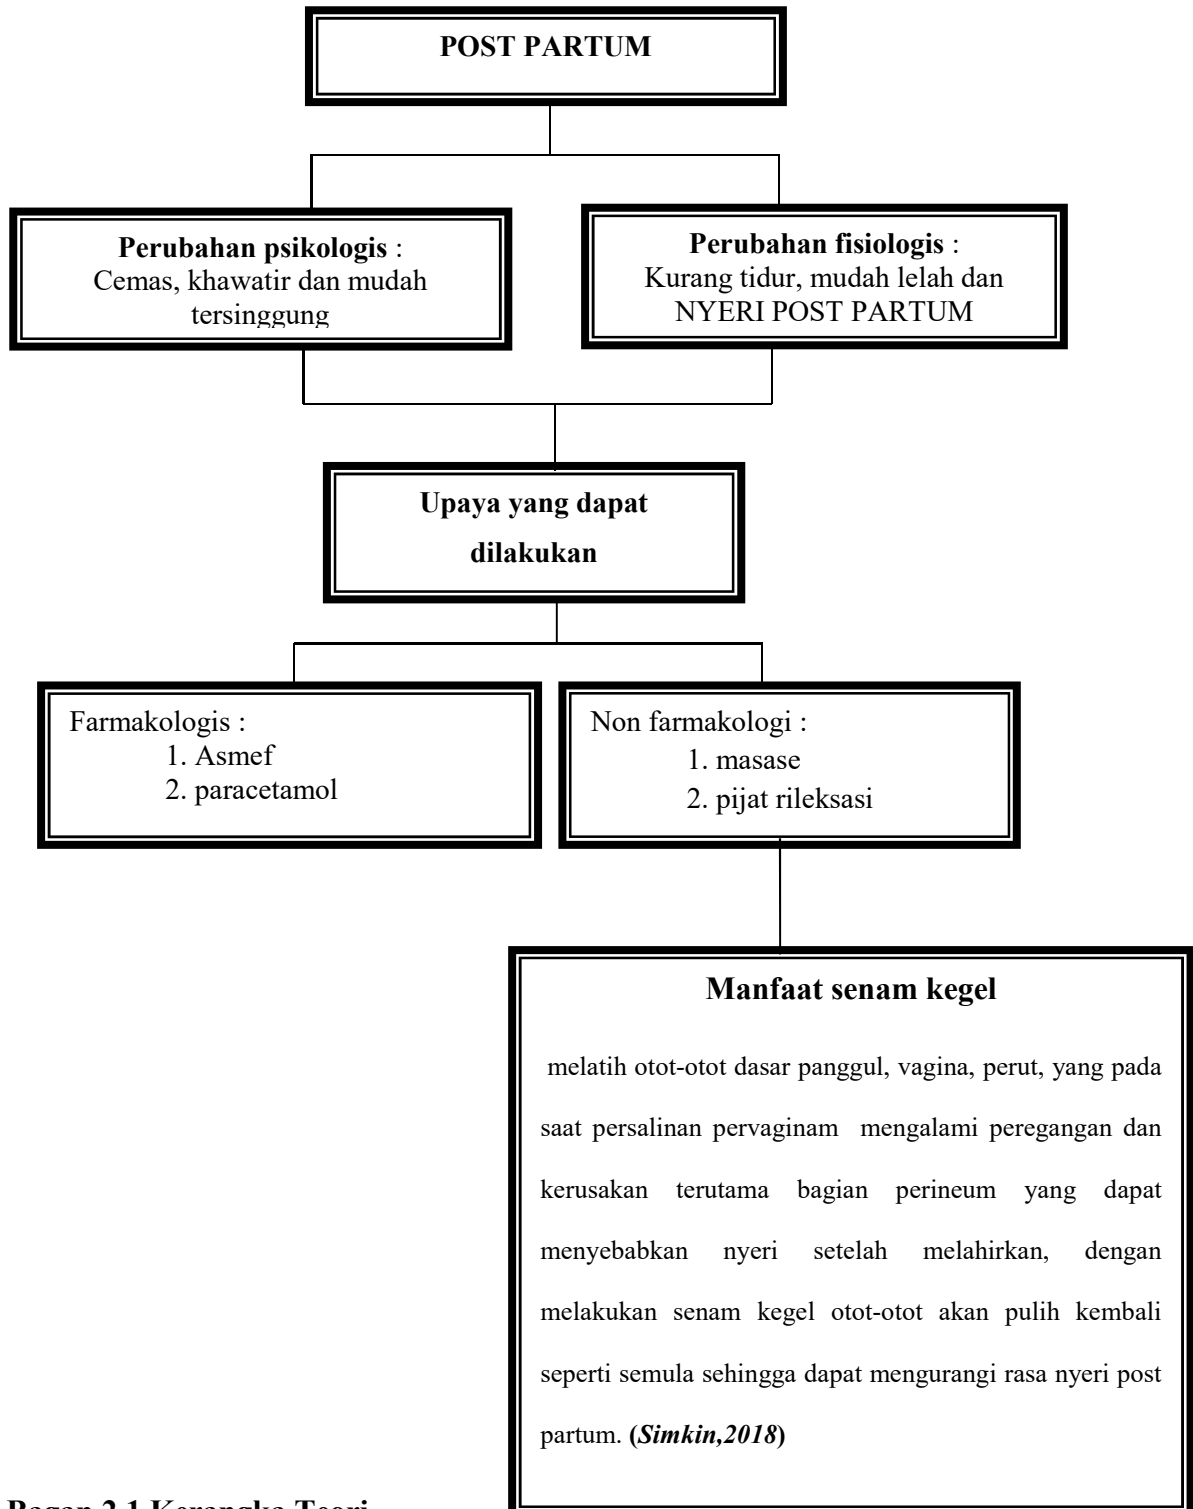 POST PARTUM
Perubahan psikologis :
Cemas, khawatir dan mudah
tersinggung
Perubahan fisiologis :
Kurang tidur, mudah lelah dan
NYERI POST PARTUM
Upaya yang dapat
dilakukan
Farmakologis :
1. Asmef
2. paracetamol
Non farmakologi :
1. masase
2. pijat rileksasi
Manfaat senam kegel
melatih otot-otot dasar panggul, vagina, perut, yang pada
saat persalinan pervaginam mengalami peregangan dan
kerusakan terutama bagian perineum yang dapat
menyebabkan nyeri setelah melahirkan, dengan
melakukan senam kegel otot-otot akan pulih kembali
seperti semula sehingga dapat mengurangi rasa nyeri post
partum. (Simkin,2018)
Bagan 2.1 Kerangka Teori